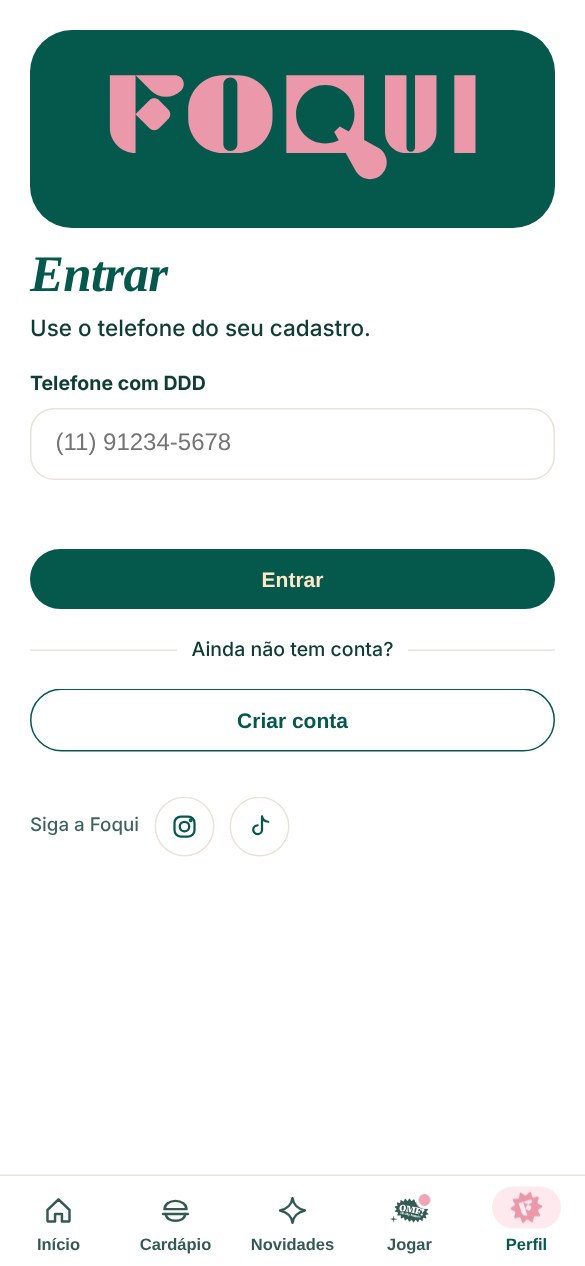 FOQUI
Entrar
Use o telefone do seu cadastro.
Telefone com DDD
(11) 91234-5678
Entrar
Ainda não tem conta?
Criar conta
Siga a Foqui
Início
Cardápio
Novidades
Jogar
Perfil